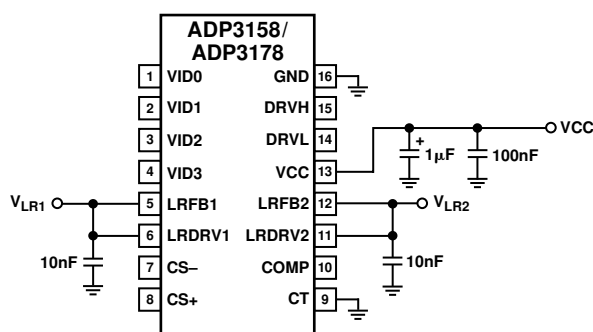 ADP3158/
ADP3178
1 VID0 GND 16
2 VID1 DRVH 15
3 VID2 DRVL 14
4 VID3 VCC 13
5 LRFB1 LRFB2 12
6 LRDRV1 LRDRV2 11
7 CS– COMP 10
8 CS+ CT 9
VLR1
10nF
+
1μF
100nF
VCC
VLR2
10nF